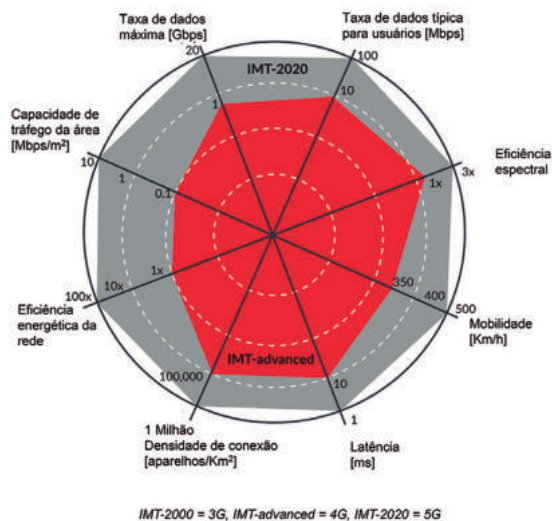 Taxa de dados
máxima [Gbps]
Taxa de dados típica
para usuários [Mbps]
20
100
IMT-2020
1
10
Capacidade de
tráfego da área
[Mbps/m²]
Eficiência
espectral
10
1
0.1
1x
3x
100x
10x
1x
350
400
500
Eficiência
energética da
rede
Mobilidade
[Km/h]
100,000
IMT-advanced
10
1
1 Milhão
Densidade de conexão
[aparelhos/Km²]
Latência
[ms]
IMT-2000 = 3G, IMT-advanced = 4G, IMT-2020 = 5G